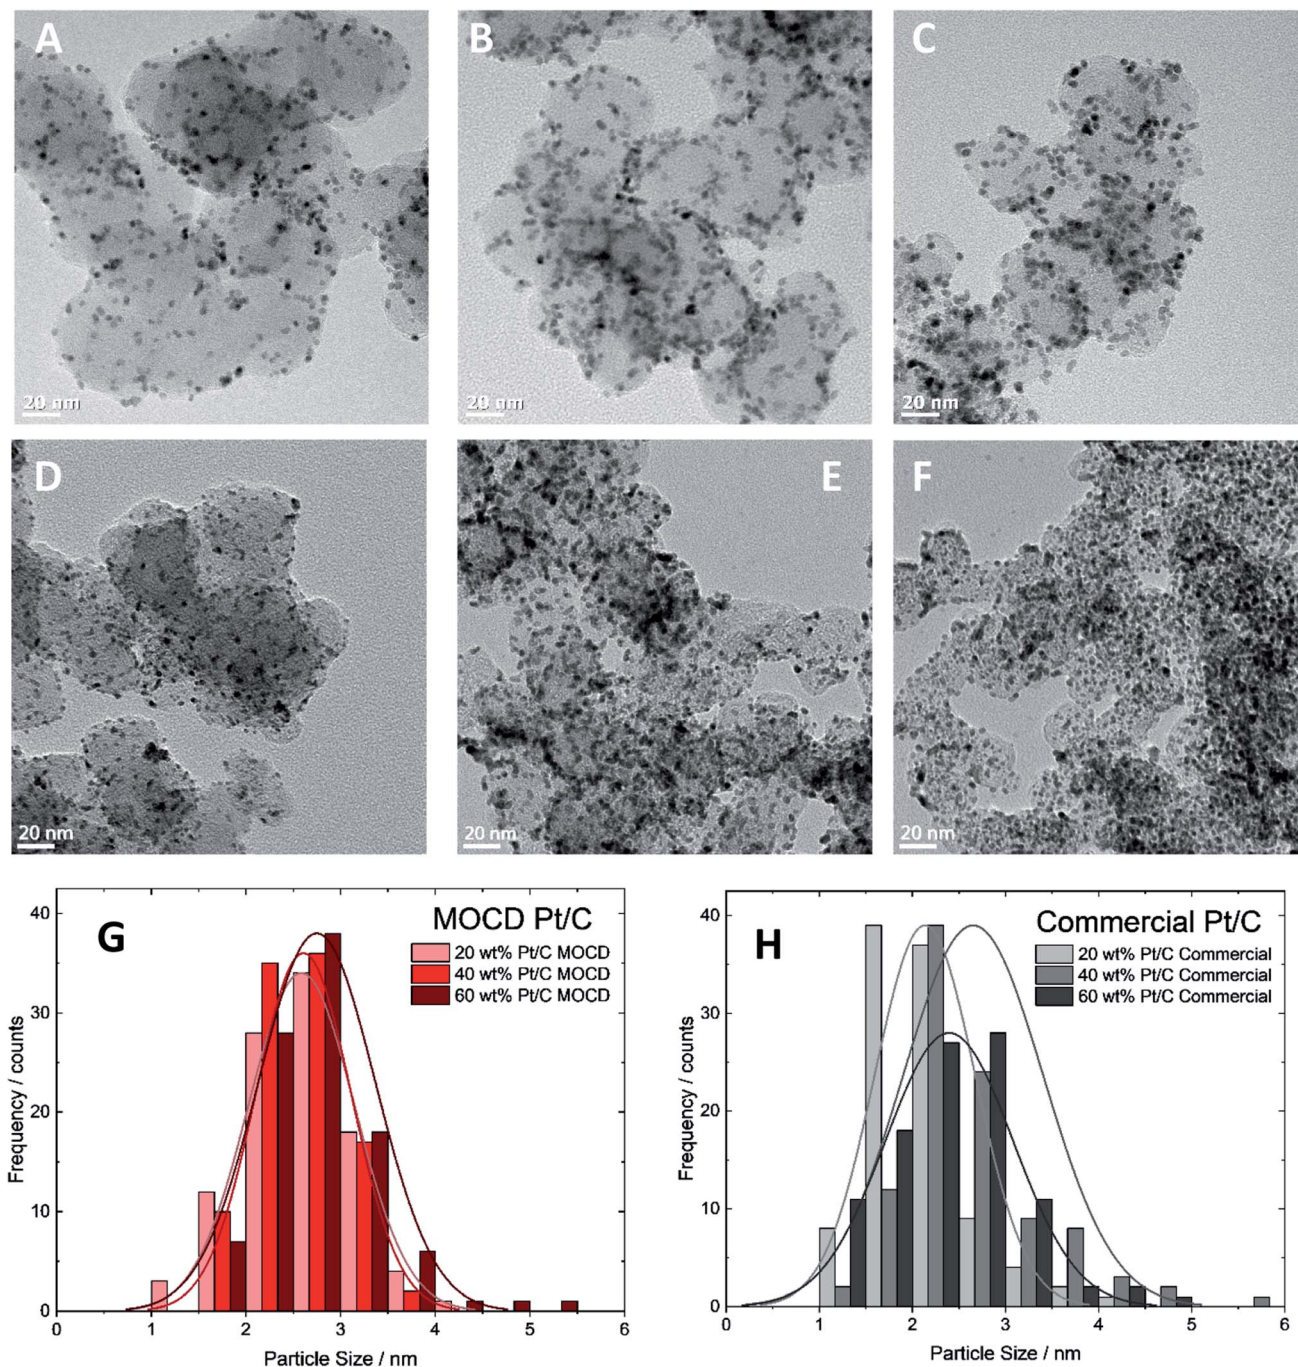 A
B
C
20 nm
20 nm
20 nm
D
E
F
20 nm
20 nm
20 nm
G
MOCD Pt/C
20 wt% Pt/C MOCD
40 wt% Pt/C MOCD
60 wt% Pt/C MOCD
Frequency / counts
40
30
20
10
0
0 1 2 3 4 5 6
Particle Size / nm
H
Commercial Pt/C
20 wt% Pt/C Commercial
40 wt% Pt/C Commercial
60 wt% Pt/C Commercial
Frequency / counts
40
30
20
10
0
0 1 2 3 4 5 6
Particle Size / nm